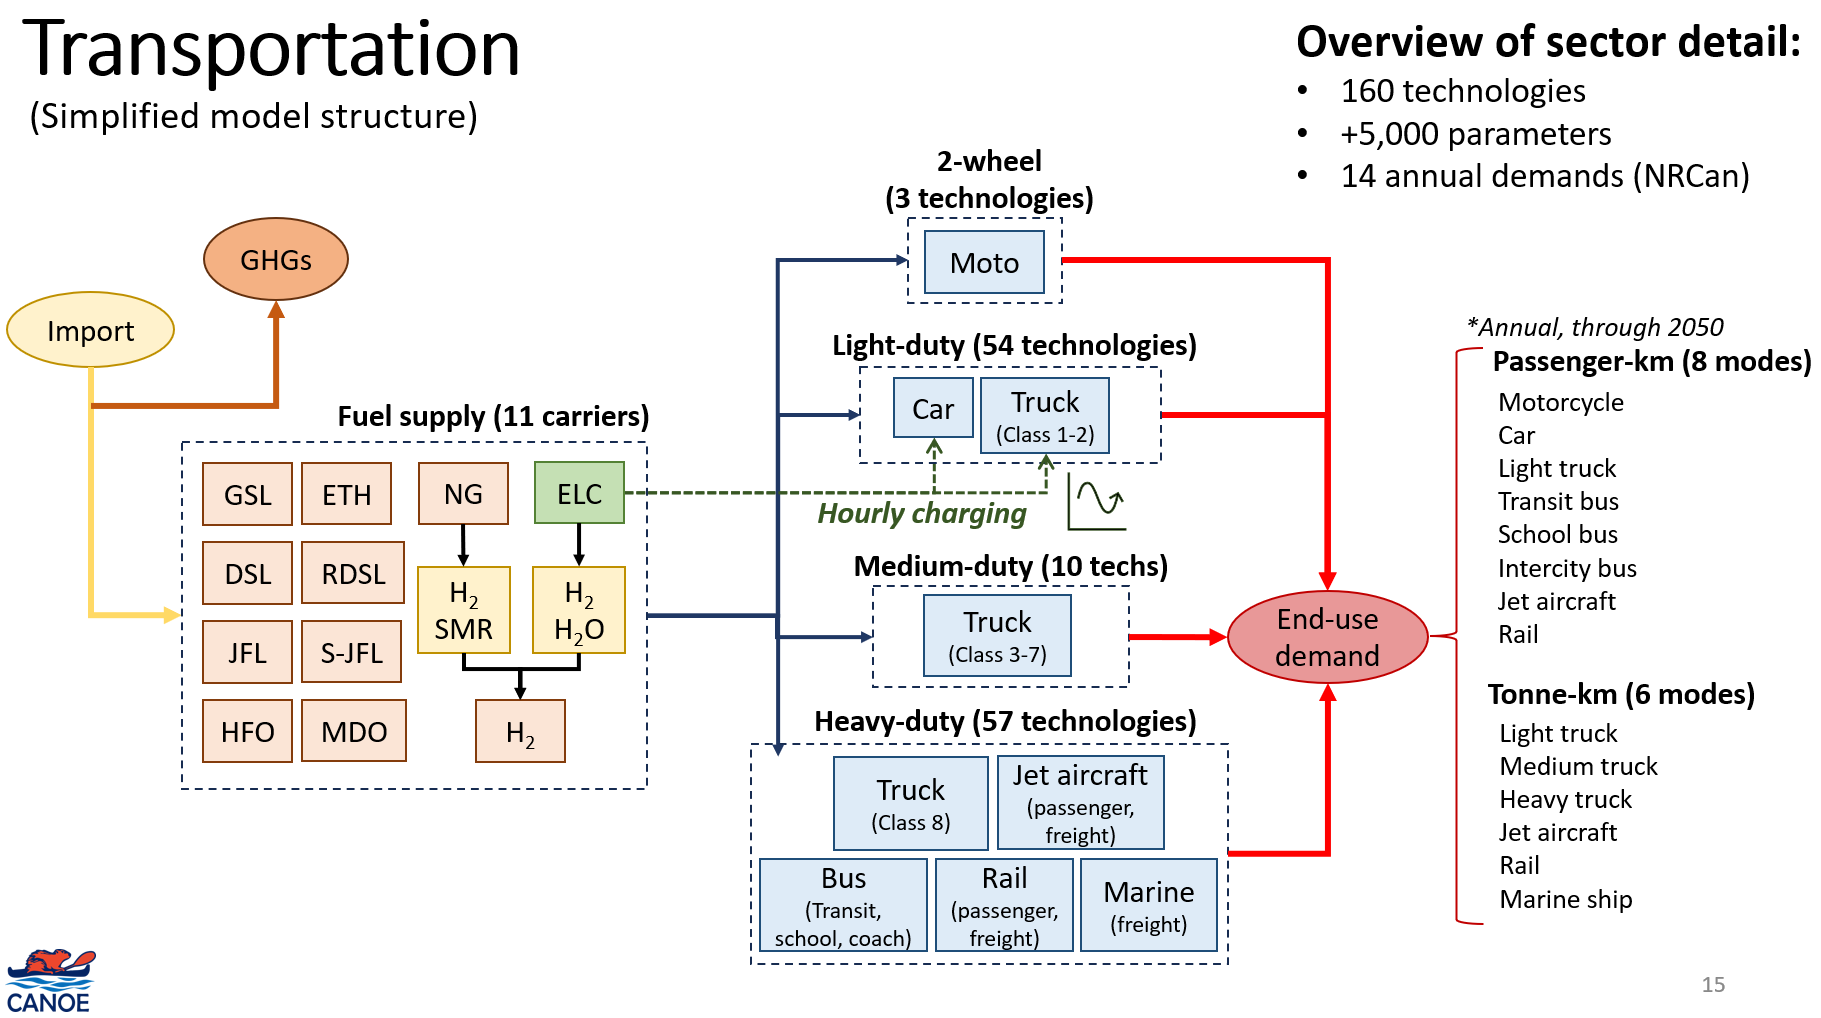 Transportation
(Simplified model structure)
Overview of sector detail:
• 160 technologies
• +5,000 parameters
• 14 annual demands (NRCan)
GHGs
Import
Fuel supply (11 carriers)
GSL
ETH
NG
ELC
DSL
RDSL
H₂
SMR
H₂
H₂O
JFL
S-JFL
HFO
MDO
H₂
2-wheel
(3 technologies)
Moto
Light-duty (54 technologies)
Car
Truck
(Class 1-2)
Hourly charging
Medium-duty (10 techs)
Truck
(Class 3-7)
Heavy-duty (57 technologies)
Truck
(Class 8)
Jet aircraft
(passenger,
freight)
Bus
(Transit,
school, coach)
Rail
(passenger,
freight)
Marine
(freight)
End-use
demand
*Annual, through 2050
Passenger-km (8 modes)
Motorcycle
Car
Light truck
Transit bus
School bus
Intercity bus
Jet aircraft
Rail
Tonne-km (6 modes)
Light truck
Medium truck
Heavy truck
Jet aircraft
Rail
Marine ship
CANOE
15